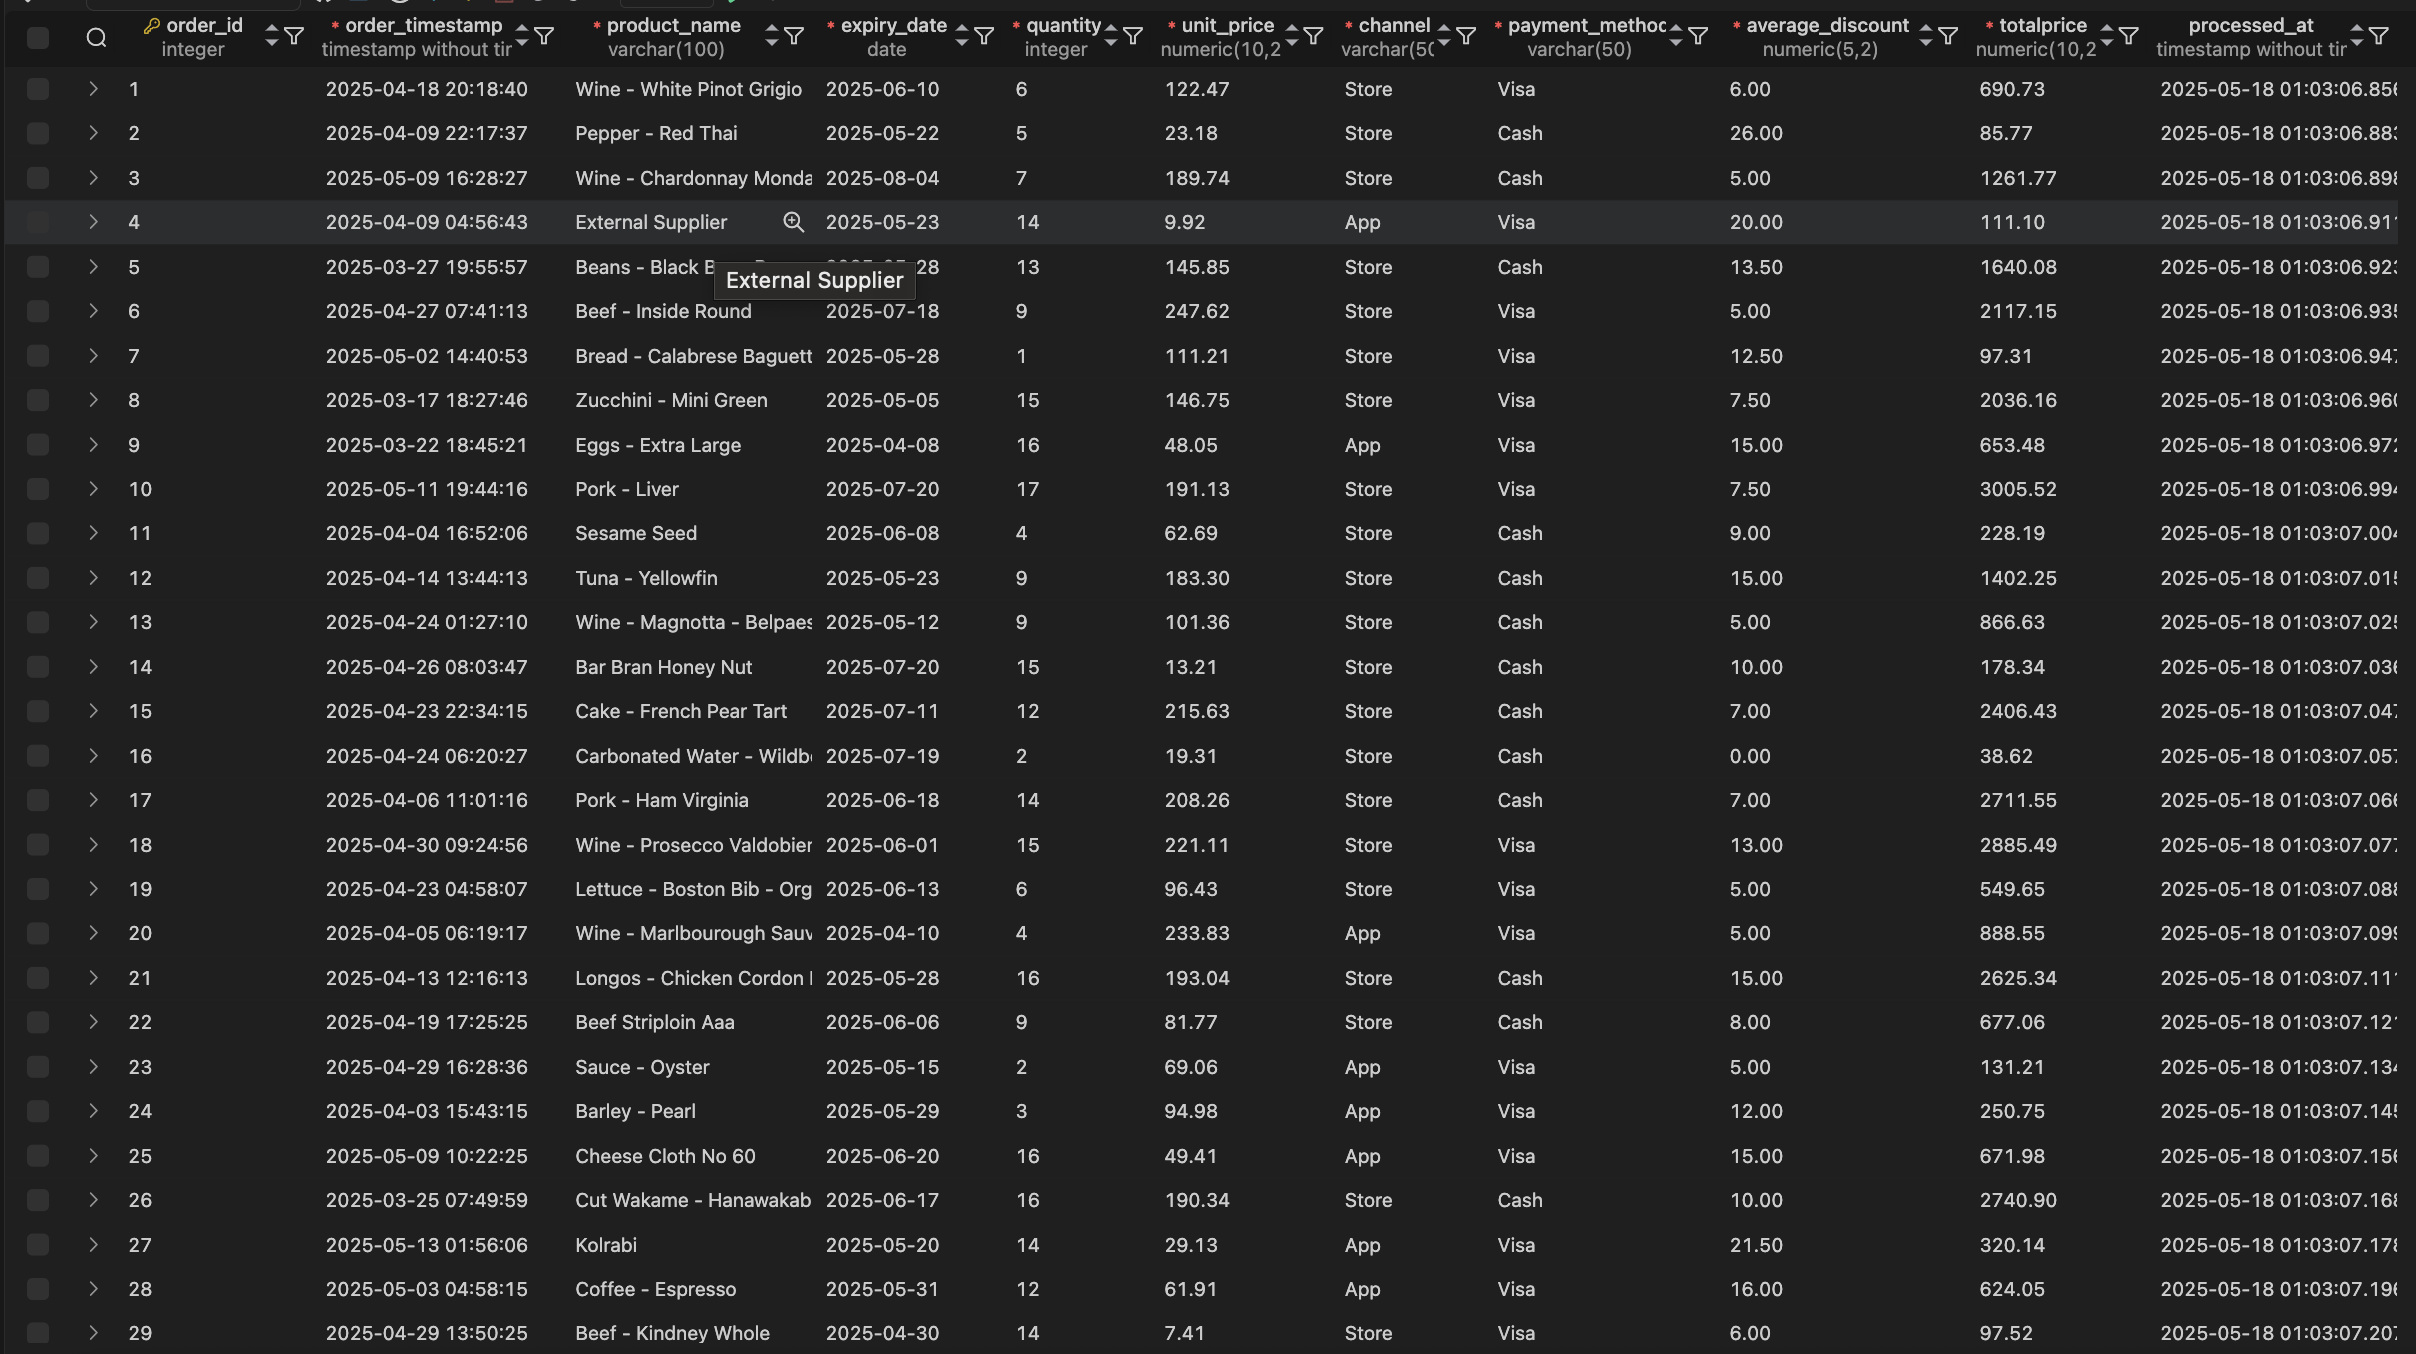 order_id * order_timestamp * product_name * expiry_date * quantity * unit_price * channel * payment_methoc * average_discount * totalprice processed_at
integer timestamp without tir varchar(100) date integer numeric(10,2 varchar(50 varchar(50) numeric(5,2) numeric(10,2 timestamp without tir
1 2025-04-18 20:18:40 Wine - White Pinot Grigio 2025-06-10 6 122.47 Store Visa 6.00 690.73 2025-05-18 01:03:06.856
2 2025-04-09 22:17:37 Pepper - Red Thai 2025-05-22 5 23.18 Store Cash 26.00 85.77 2025-05-18 01:03:06.883
3 2025-05-09 16:28:27 Wine - Chardonnay Monda 2025-08-04 7 189.74 Store Cash 5.00 1261.77 2025-05-18 01:03:06.898
4 2025-04-09 04:56:43 External Supplier 2025-05-23 14 9.92 App Visa 20.00 111.10 2025-05-18 01:03:06.911
5 2025-03-27 19:55:57 Beans - Black 28 13 145.85 Store Cash 13.50 1640.08 2025-05-18 01:03:06.923
External Supplier
6 2025-04-27 07:41:13 Beef - Inside Round 2025-07-18 9 247.62 Store Visa 5.00 2117.15 2025-05-18 01:03:06.935
7 2025-05-02 14:40:53 Bread - Calabrese Baguett 2025-05-28 1 111.21 Store Visa 12.50 97.31 2025-05-18 01:03:06.947
8 2025-03-17 18:27:46 Zucchini - Mini Green 2025-05-05 15 146.75 Store Visa 7.50 2036.16 2025-05-18 01:03:06.960
9 2025-03-22 18:45:21 Eggs - Extra Large 2025-04-08 16 48.05 App Visa 15.00 653.48 2025-05-18 01:03:06.972
10 2025-05-11 19:44:16 Pork - Liver 2025-07-20 17 191.13 Store Visa 7.50 3005.52 2025-05-18 01:03:06.994
11 2025-04-04 16:52:06 Sesame Seed 2025-06-08 4 62.69 Store Cash 9.00 228.19 2025-05-18 01:03:07.004
12 2025-04-14 13:44:13 Tuna - Yellowfin 2025-05-23 9 183.30 Store Cash 15.00 1402.25 2025-05-18 01:03:07.015
13 2025-04-24 01:27:10 Wine - Magnotta - Belpaes 2025-05-12 9 101.36 Store Cash 5.00 866.63 2025-05-18 01:03:07.025
14 2025-04-26 08:03:47 Bar Bran Honey Nut 2025-07-20 15 13.21 Store Cash 10.00 178.34 2025-05-18 01:03:07.036
15 2025-04-23 22:34:15 Cake - French Pear Tart 2025-07-11 12 215.63 Store Cash 7.00 2406.43 2025-05-18 01:03:07.047
16 2025-04-24 06:20:27 Carbonated Water - Wildb 2025-07-19 2 19.31 Store Cash 0.00 38.62 2025-05-18 01:03:07.057
17 2025-04-06 11:01:16 Pork - Ham Virginia 2025-06-18 14 208.26 Store Cash 7.00 2711.55 2025-05-18 01:03:07.066
18 2025-04-30 09:24:56 Wine - Prosecco Valdobier 2025-06-01 15 221.11 Store Visa 13.00 2885.49 2025-05-18 01:03:07.077
19 2025-04-23 04:58:07 Lettuce - Boston Bib - Org 2025-06-13 6 96.43 Store Visa 5.00 549.65 2025-05-18 01:03:07.088
20 2025-04-05 06:19:17 Wine - Marlbourough Sauv 2025-04-10 4 233.83 App Visa 5.00 888.55 2025-05-18 01:03:07.099
21 2025-04-13 12:16:13 Longos - Chicken Cordon 2025-05-28 16 193.04 Store Cash 15.00 2625.34 2025-05-18 01:03:07.111
22 2025-04-19 17:25:25 Beef Striploin Aaa 2025-06-06 9 81.77 Store Cash 8.00 677.06 2025-05-18 01:03:07.121
23 2025-04-29 16:28:36 Sauce - Oyster 2025-05-15 2 69.06 App Visa 5.00 131.21 2025-05-18 01:03:07.134
24 2025-04-03 15:43:15 Barley - Pearl 2025-05-29 3 94.98 App Visa 12.00 250.75 2025-05-18 01:03:07.145
25 2025-05-09 10:22:25 Cheese Cloth No 60 2025-06-20 16 49.41 App Visa 15.00 671.98 2025-05-18 01:03:07.156
26 2025-03-25 07:49:59 Cut Wakame - Hanawakab 2025-06-17 16 190.34 Store Cash 10.00 2740.90 2025-05-18 01:03:07.168
27 2025-05-13 01:56:06 Kolrabi 2025-05-20 14 29.13 App Visa 21.50 320.14 2025-05-18 01:03:07.178
28 2025-05-03 04:58:15 Coffee - Espresso 2025-05-31 12 61.91 App Visa 16.00 624.05 2025-05-18 01:03:07.196
29 2025-04-29 13:50:25 Beef - Kindney Whole 2025-04-30 14 7.41 Store Visa 6.00 97.52 2025-05-18 01:03:07.207